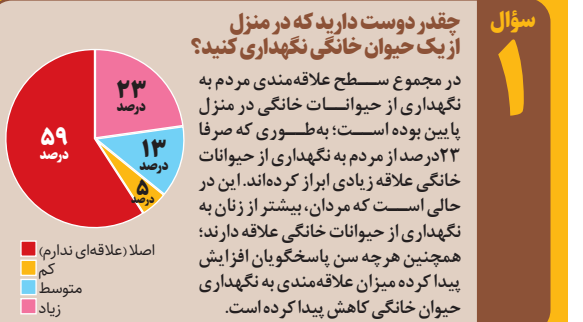 سؤال
۱
چقدر دوست دارید که در منزل
از یک حیوان خانگی نگهداری کنید؟
در مجموع سطح علاقه‌مندی مردم به
نگهداری از حیوانات خانگی در منزل
پایین بوده است؛ به‌طوری که صرفا
۲۳درصد از مردم به نگهداری از حیوانات
خانگی علاقه زیادی ابراز کرده‌اند. این در
حالی است که مردان، بیشتر از زنان به
نگهداری از حیوانات خانگی علاقه دارند؛
همچنین هرچه سن پاسخگویان افزایش
پیدا کرده میزان علاقه‌مندی به نگهداری
حیوان خانگی کاهش پیدا کرده است.
۲۳
درصد
۱۳
درصد
۵
درصد
۵۹
درصد
اصلا (علاقه‌ای ندارم)
کم
متوسط
زیاد